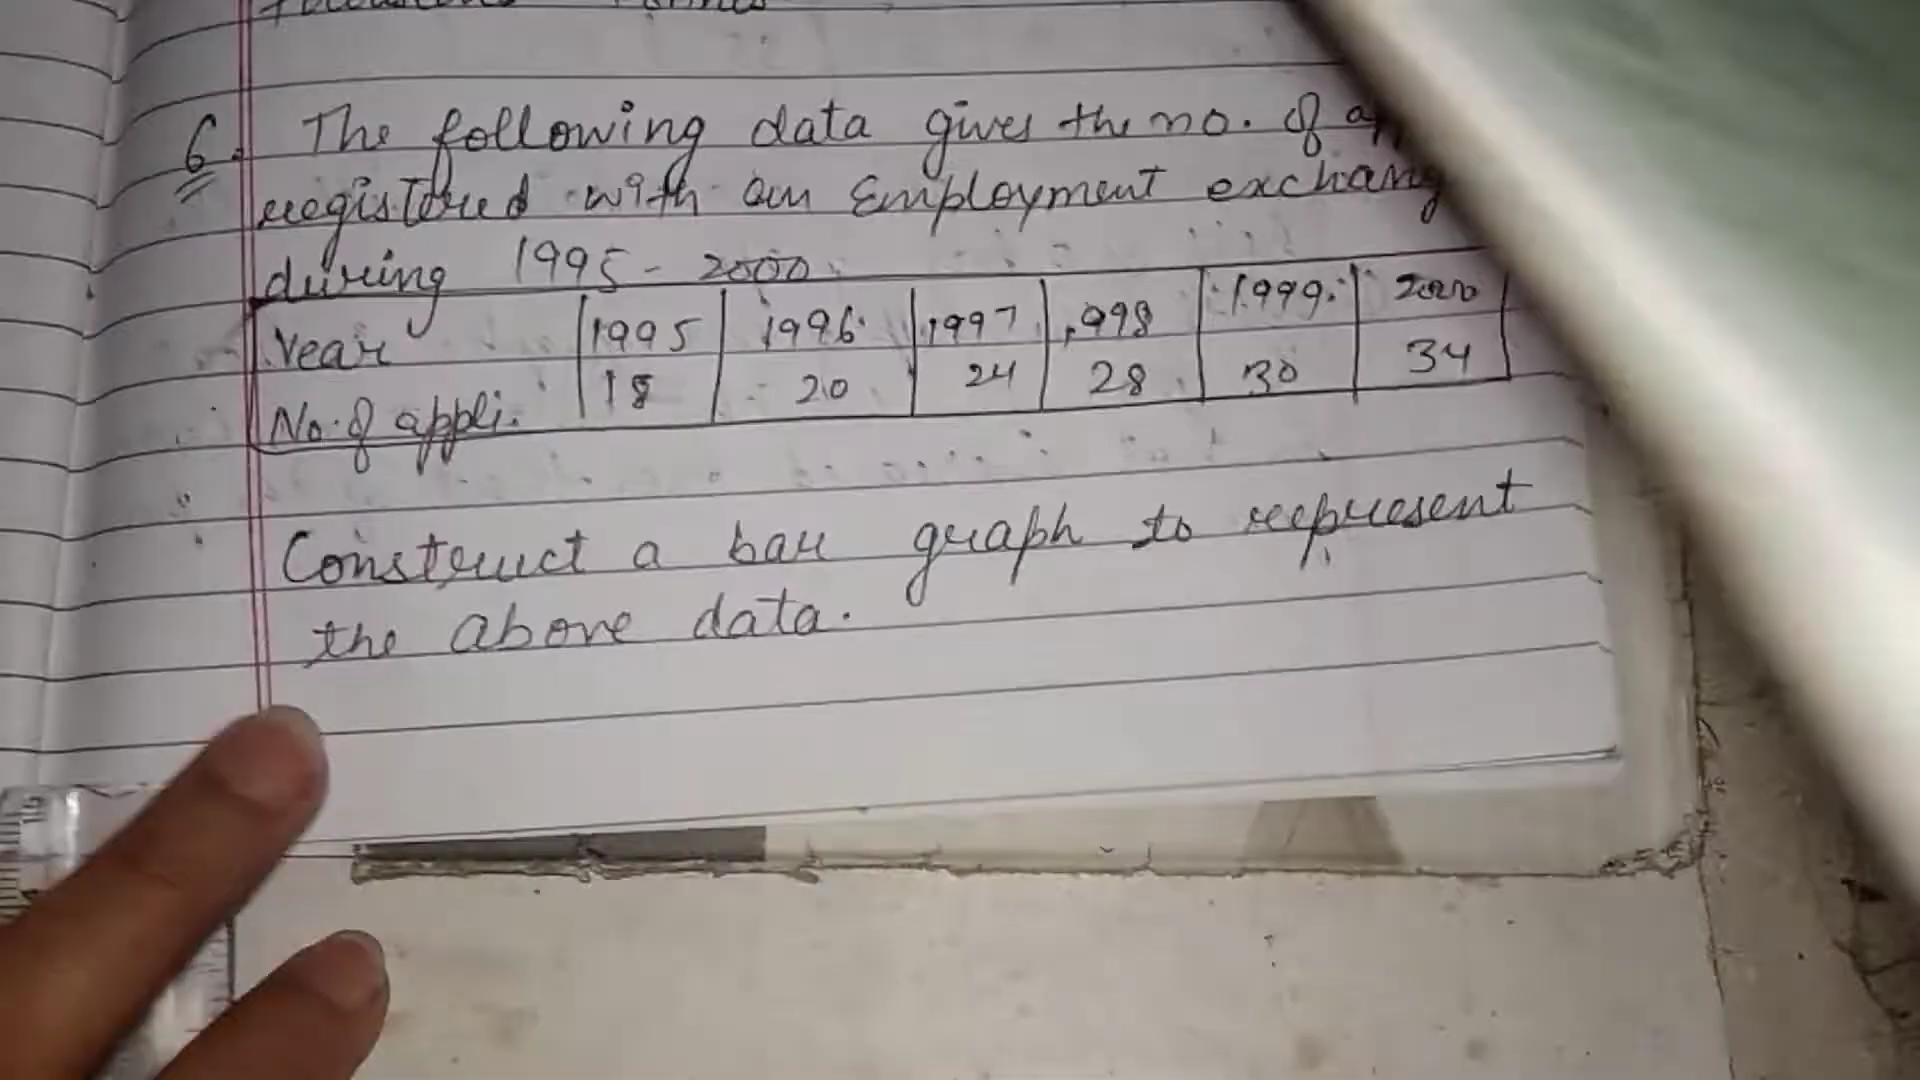 6. The following data gives the no. of
registered with an Employment exchang
during 1995 - 2000
Year 1995 1996 1997 1998 1999 2000
No. of appli. 18 20 24 28 30 34
Construct a bar graph to represent
the above data.